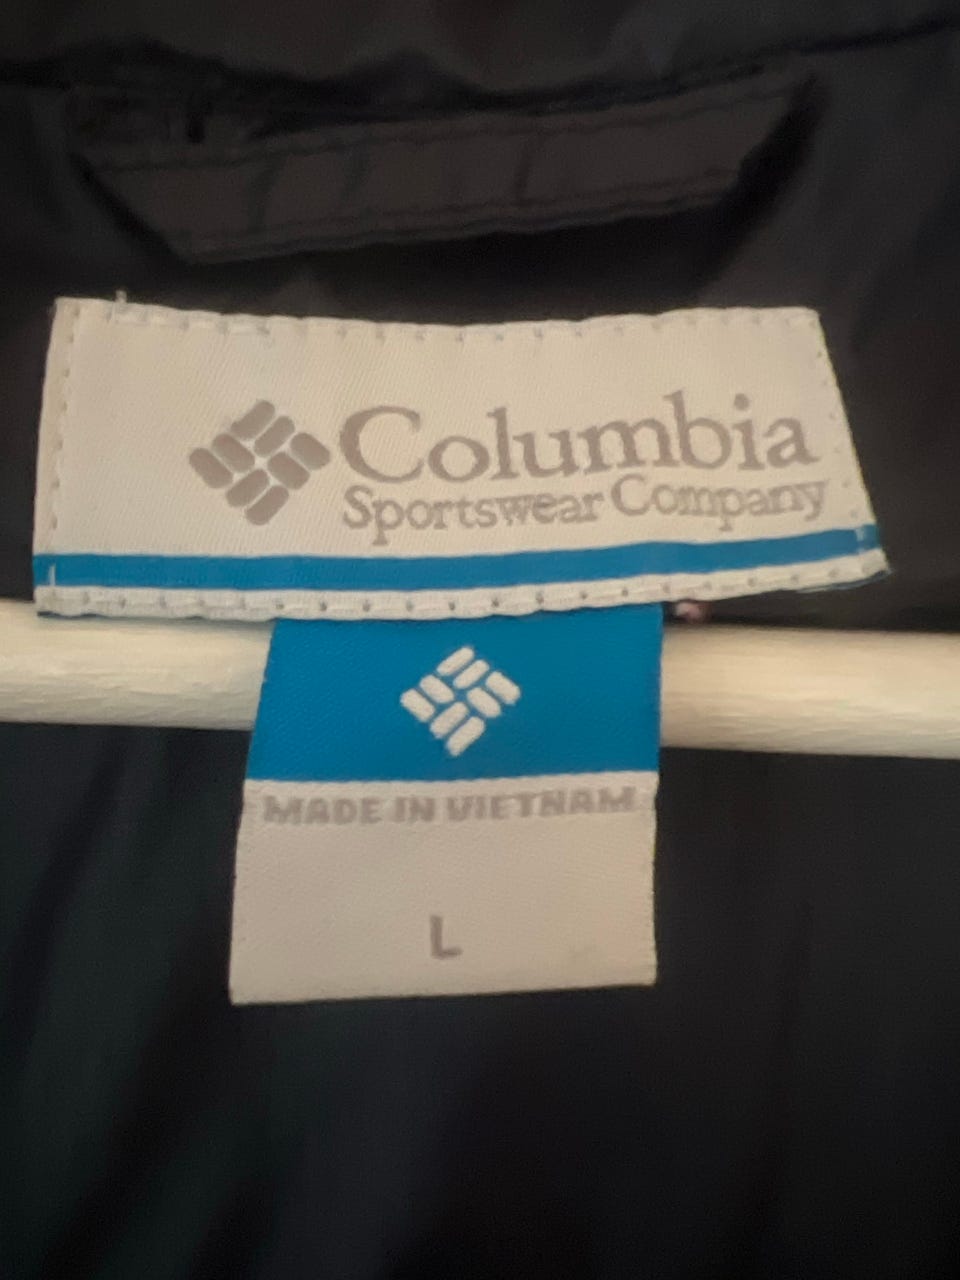 Columbia
Sportswear Company
MADE IN VIETNAM
L